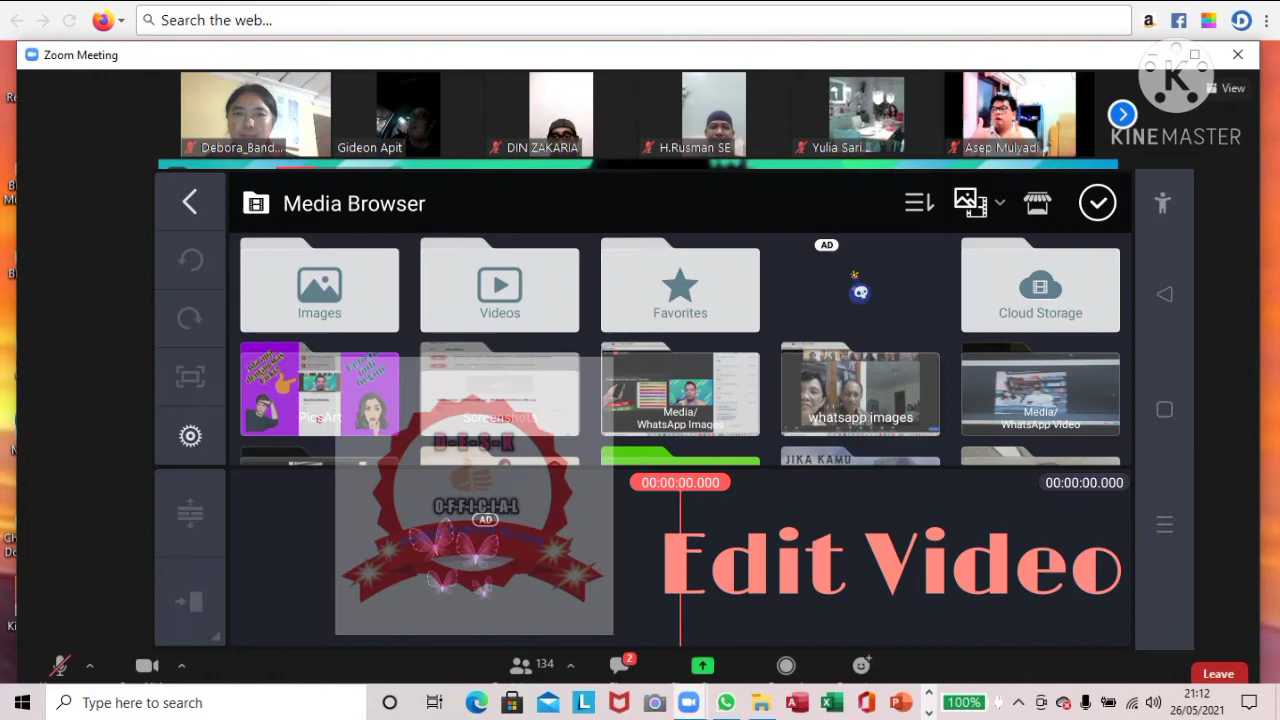 Search the web...
Zoom Meeting
View
KINEMASTER
Debora_Band...
Gideon Apit
DIN ZAKARIA
H.Rusman SE
Yulia Sari
Asep Mulyadi
Media Browser
AD
Images
Videos
Favorites
Cloud Storage
PicsArt
Screenshots
Media/
WhatsApp Images
whatsapp images
Media/
WhatsApp Video
JIKA KAMU
D-E-S-K
O-F-F-I-C-I-A-L
AD
00:00:00.000
00:00:00.000
Edit Video
134
2
Leave
Type here to search
100%
21:12
26/05/2021